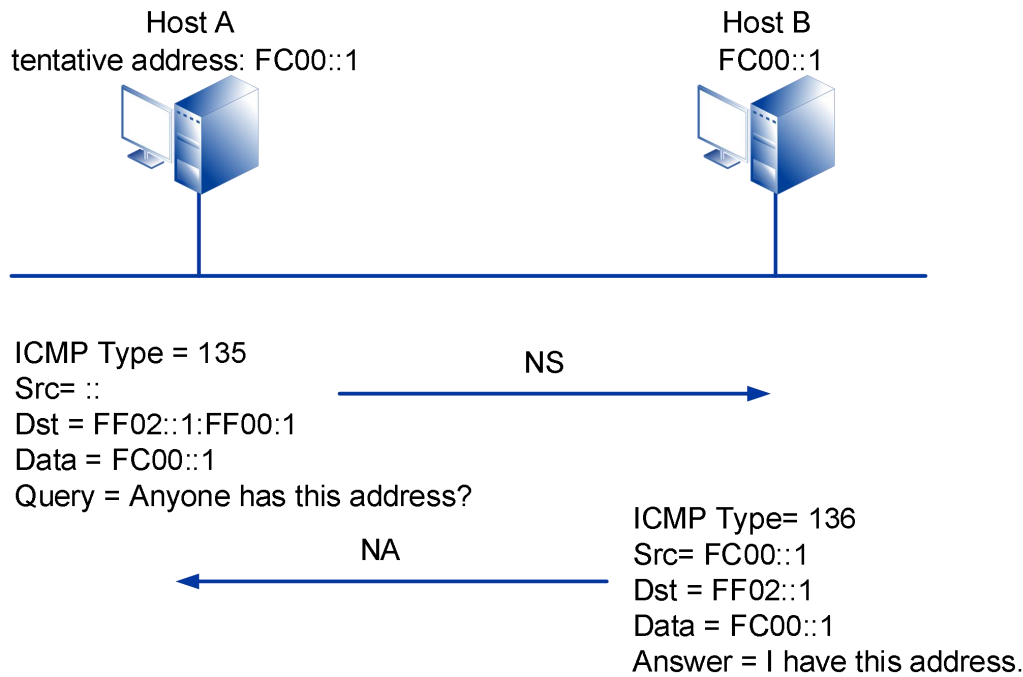 Host A
tentative address: FC00::1
Host B
FC00::1
ICMP Type = 135
Src= ::
Dst = FF02::1:FF00:1
Data = FC00::1
Query = Anyone has this address?
NS
NA
ICMP Type= 136
Src= FC00::1
Dst = FF02::1
Data = FC00::1
Answer = I have this address.